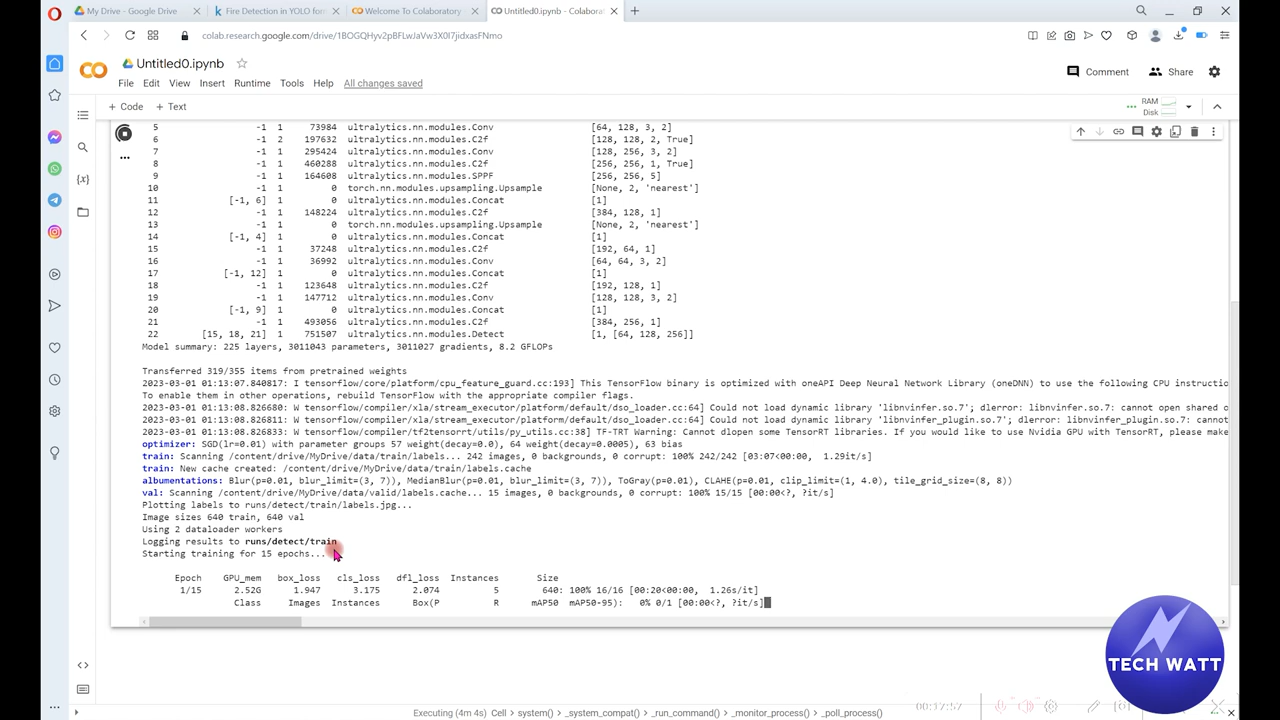 My Drive - Google Drive
Fire Detection in YOLO for
Welcome To Colaboratory
Untitled0.ipynb - Colabora
colab.research.google.com/drive/1BOGQHyv2pBFLwJaVw3X0I7jidxasFNmo
Untitled0.ipynb
File Edit View Insert Runtime Tools Help All changes saved
Comment Share
+ Code + Text
RAM
Disk
5 -1 1 73984 ultralytics.nn.modules.Conv [64, 128, 3, 2]
6 -1 2 197632 ultralytics.nn.modules.C2f [128, 128, 2, True]
7 -1 1 295424 ultralytics.nn.modules.Conv [128, 256, 3, 2]
8 -1 1 460288 ultralytics.nn.modules.C2f [256, 256, 1, True]
9 -1 1 164608 ultralytics.nn.modules.SPPF [256, 256, 5]
10 -1 1 0 torch.nn.modules.upsampling.Upsample [None, 2, 'nearest']
11 [-1, 6] 1 0 ultralytics.nn.modules.Concat [1]
12 -1 1 148224 ultralytics.nn.modules.C2f [384, 128, 1]
13 -1 1 0 torch.nn.modules.upsampling.Upsample [None, 2, 'nearest']
14 [-1, 4] 1 0 ultralytics.nn.modules.Concat [1]
15 -1 1 37248 ultralytics.nn.modules.C2f [192, 64, 1]
16 -1 1 36992 ultralytics.nn.modules.Conv [64, 64, 3, 2]
17 [-1, 12] 1 0 ultralytics.nn.modules.Concat [1]
18 -1 1 123648 ultralytics.nn.modules.C2f [192, 128, 1]
19 -1 1 147712 ultralytics.nn.modules.Conv [128, 128, 3, 2]
20 [-1, 9] 1 0 ultralytics.nn.modules.Concat [1]
21 -1 1 493056 ultralytics.nn.modules.C2f [384, 256, 1]
22 [15, 18, 21] 1 751507 ultralytics.nn.modules.Detect [1, [64, 128, 256]]
Model summary: 225 layers, 3011043 parameters, 3011027 gradients, 8.2 GFLOPs
Transferred 319/355 items from pretrained weights
2023-03-01 01:13:07.840817: I tensorflow/core/platform/cpu_feature_guard.cc:193] This TensorFlow binary is optimized with oneAPI Deep Neural Network Library (oneDNN) to use the following CPU instructio
To enable them in other operations, rebuild TensorFlow with the appropriate compiler flags.
2023-03-01 01:13:08.826680: W tensorflow/compiler/xla/stream_executor/platform/default/dso_loader.cc:64] Could not load dynamic library 'libnvinfer.so.7'; dlerror: libnvinfer.so.7: cannot open shared o
2023-03-01 01:13:08.826811: W tensorflow/compiler/xla/stream_executor/platform/default/dso_loader.cc:64] Could not load dynamic library 'libnvinfer_plugin.so.7'; dlerror: libnvinfer_plugin.so.7: cannot
2023-03-01 01:13:08.826833: W tensorflow/compiler/tf2tensorrt/utils/py_utils.cc:38] TF-TRT Warning: Cannot dlopen some TensorRT libraries. If you would like to use Nvidia GPU with TensorRT, please make
optimizer: SGD(lr=0.01) with parameter groups 57 weight(decay=0.0), 64 weight(decay=0.0005), 63 bias
train: Scanning /content/drive/MyDrive/data/train/labels... 242 images, 0 backgrounds, 0 corrupt: 100% 242/242 [03:07<00:00, 1.29it/s]
train: New cache created: /content/drive/MyDrive/data/train/labels.cache
albumentations: Blur(p=0.01, blur_limit=(3, 7)), MedianBlur(p=0.01, blur_limit=(3, 7)), ToGray(p=0.01), CLAHE(p=0.01, clip_limit=(1, 4.0), tile_grid_size=(8, 8))
val: Scanning /content/drive/MyDrive/data/valid/labels.cache... 15 images, 0 backgrounds, 0 corrupt: 100% 15/15 [00:00<?, ?it/s]
Plotting labels to runs/detect/train/labels.jpg...
Image sizes 640 train, 640 val
Using 2 dataloader workers
Logging results to runs/detect/train
Starting training for 15 epochs...
Epoch GPU_mem box_loss cls_loss dfl_loss Instances Size
1/15 2.52G 1.947 3.175 2.074 5 640: 100% 16/16 [00:20<00:00, 1.26s/it]
Class Images Instances Box(P R mAP50 mAP50-95): 0% 0/1 [00:00<?, ?it/s]
TECH WATT
00:17:57
Executing (4m 4s) Cell > system() > _system_compat() > _run_command() > _monitor_process() > _poll_process()